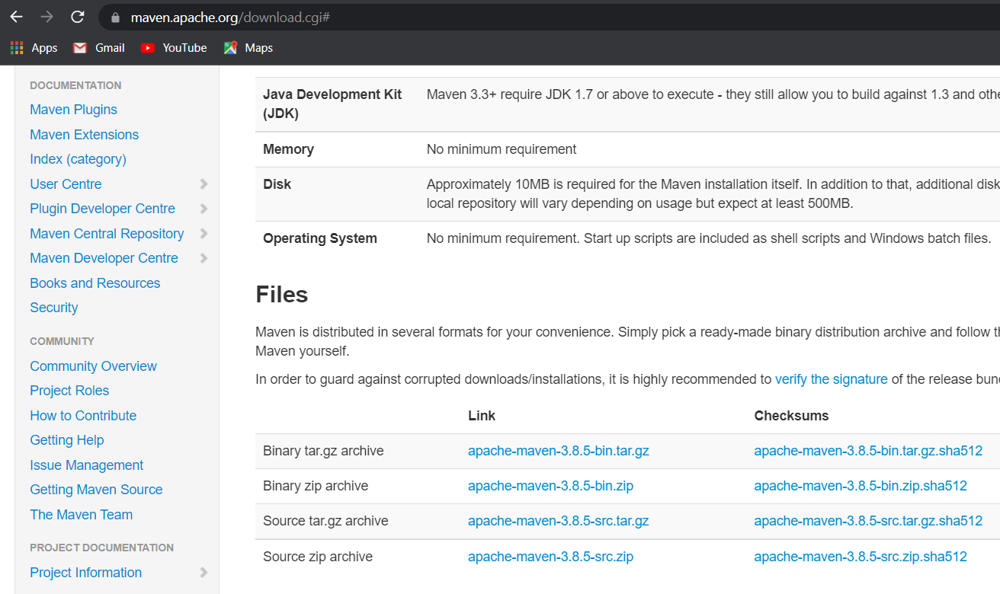 maven.apache.org/download.cgi#
Apps Gmail YouTube Maps
DOCUMENTATION
Maven Plugins
Maven Extensions
Index (category)
User Centre
Plugin Developer Centre
Maven Central Repository
Maven Developer Centre
Books and Resources
Security
COMMUNITY
Community Overview
Project Roles
How to Contribute
Getting Help
Issue Management
Getting Maven Source
The Maven Team
PROJECT DOCUMENTATION
Project Information
Java Development Kit
(JDK)
Maven 3.3+ require JDK 1.7 or above to execute - they still allow you to build against 1.3 and
Memory No minimum requirement
Disk Approximately 10MB is required for the Maven installation itself. In addition to that, additional disk
local repository will vary depending on usage but expect at least 500MB.
Operating System No minimum requirement. Start up scripts are included as shell scripts and Windows batch files.
Files
Maven is distributed in several formats for your convenience. Simply pick a ready-made binary distribution archive and follow
Maven yourself.
In order to guard against corrupted downloads/installations, it is highly recommended to verify the signature of the release
Link Checksums
Binary tar.gz archive apache-maven-3.8.5-bin.tar.gz apache-maven-3.8.5-bin.tar.gz.sha512
Binary zip archive apache-maven-3.8.5-bin.zip apache-maven-3.8.5-bin.zip.sha512
Source tar.gz archive apache-maven-3.8.5-src.tar.gz apache-maven-3.8.5-src.tar.gz.sha512
Source zip archive apache-maven-3.8.5-src.zip apache-maven-3.8.5-src.zip.sha512